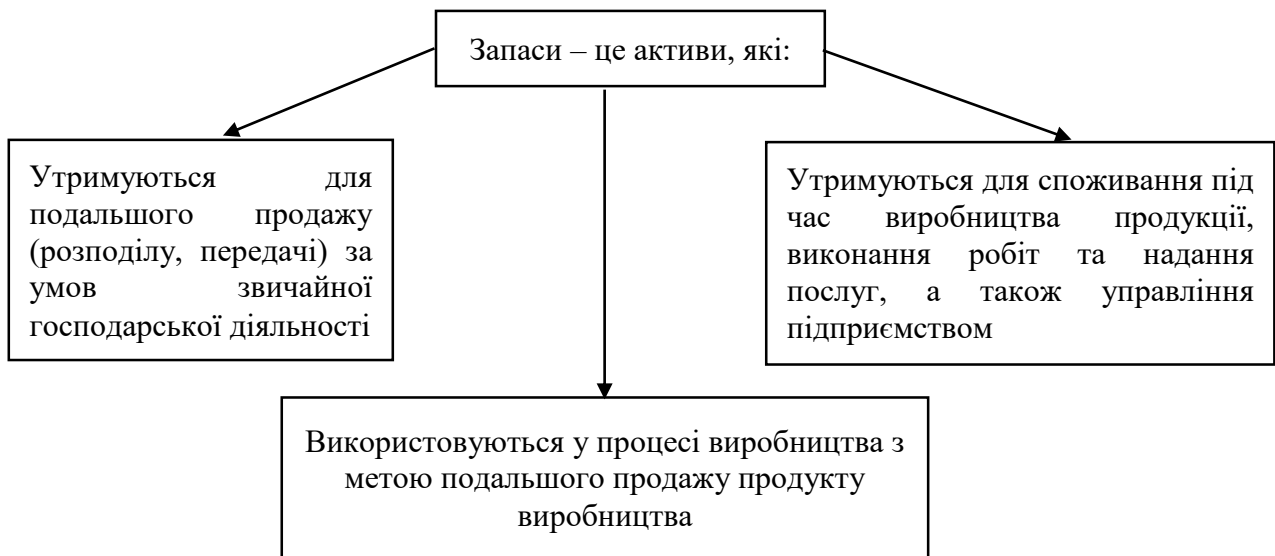 Запаси – це активи, які:
Утримуються для
подальшого продажу
(розподілу, передачі) за
умов звичайної
господарської діяльності
Утримуються для споживання під
час виробництва продукції,
виконання робіт та надання
послуг, а також управління
підприємством
Використовуються у процесі виробництва з
метою подальшого продажу продукту
виробництва